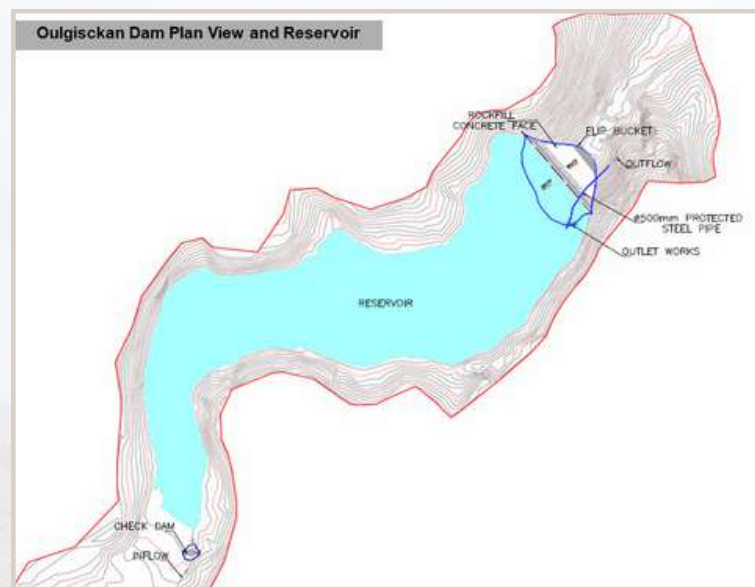 Oulgisckan Dam Plan View and Reservoir
ROCKFILL
CONCRETE FACE
FLIP BUCKET
OUTFLOW
Ø500mm PROTECTED
STEEL PIPE
OUTLET WORKS
RESERVOIR
CHECK DAM
INFLOW